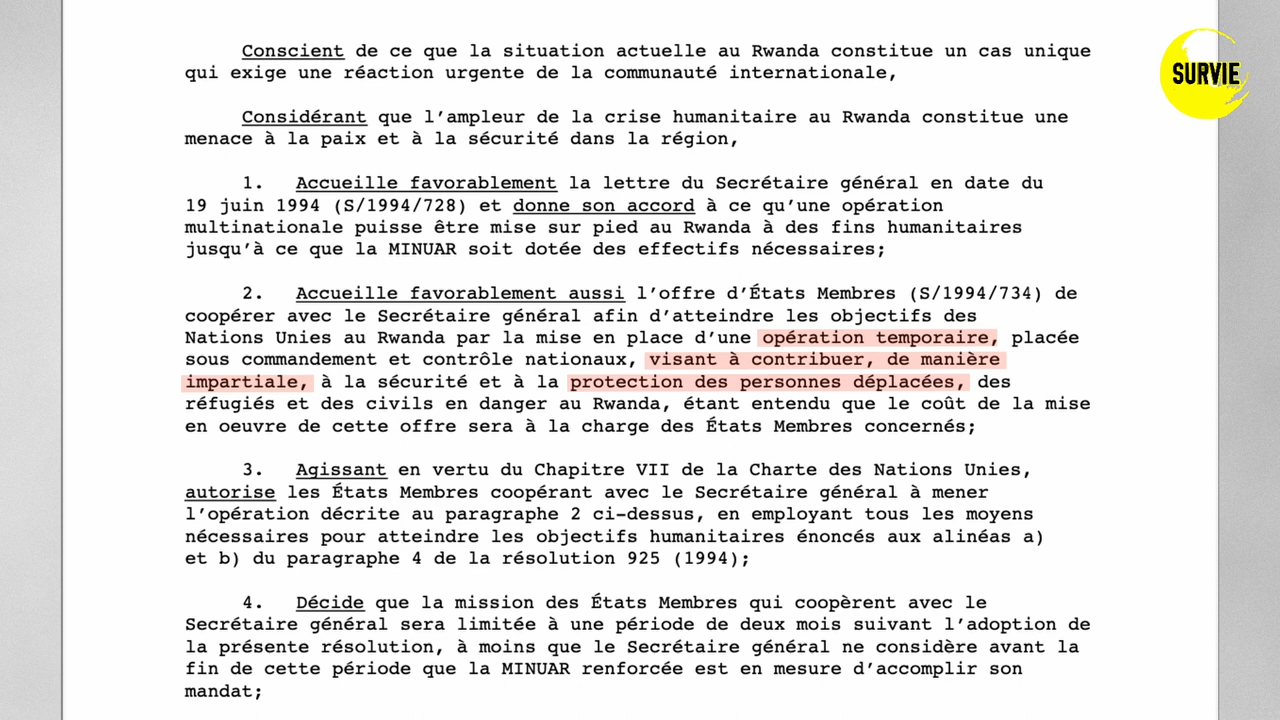 Conscient de ce que la situation actuelle au Rwanda constitue un cas unique
qui exige une réaction urgente de la communauté internationale,
Considérant que l'ampleur de la crise humanitaire au Rwanda constitue une
menace à la paix et à la sécurité dans la région,
1. Accueille favorablement la lettre du Secrétaire général en date du
19 juin 1994 (S/1994/728) et donne son accord à ce qu'une opération
multinationale puisse être mise sur pied au Rwanda à des fins humanitaires
jusqu'à ce que la MINUAR soit dotée des effectifs nécessaires;
2. Accueille favorablement aussi l'offre d'États Membres (S/1994/734) de
coopérer avec le Secrétaire général afin d'atteindre les objectifs des
Nations Unies au Rwanda par la mise en place d'une opération temporaire, placée
sous commandement et contrôle nationaux, visant à contribuer, de manière
impartiale, à la sécurité et à la protection des personnes déplacées, des
réfugiés et des civils en danger au Rwanda, étant entendu que le coût de la mise
en oeuvre de cette offre sera à la charge des États Membres concernés;
3. Agissant en vertu du Chapitre VII de la Charte des Nations Unies,
autorise les États Membres coopérant avec le Secrétaire général à mener
l'opération décrite au paragraphe 2 ci-dessus, en employant tous les moyens
nécessaires pour atteindre les objectifs humanitaires énoncés aux alinéas a)
et b) du paragraphe 4 de la résolution 925 (1994);
4. Décide que la mission des États Membres qui coopèrent avec le
Secrétaire général sera limitée à une période de deux mois suivant l'adoption de
la présente résolution, à moins que le Secrétaire général ne considère avant la
fin de cette période que la MINUAR renforcée est en mesure d'accomplir son
mandat;
SURVIE